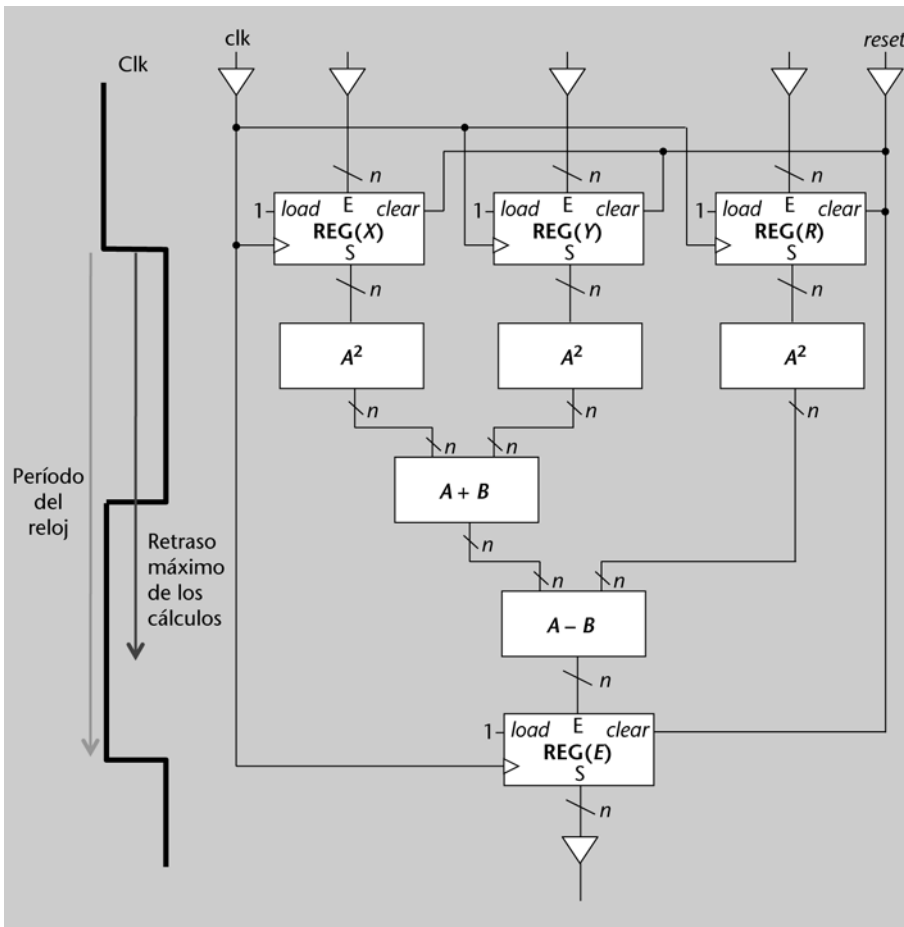 Clk
clk
reset
n
n
n
1
load
E
clear
REG(X)
S
1
load
E
clear
REG(Y)
S
1
load
E
clear
REG(R)
S
n
n
n
A²
A²
A²
n
n
n
n
n
A + B
n
n
n
A – B
n
1
load
E
clear
REG(E)
S
n
Período
del
reloj
Retraso
máximo
de los
cálculos